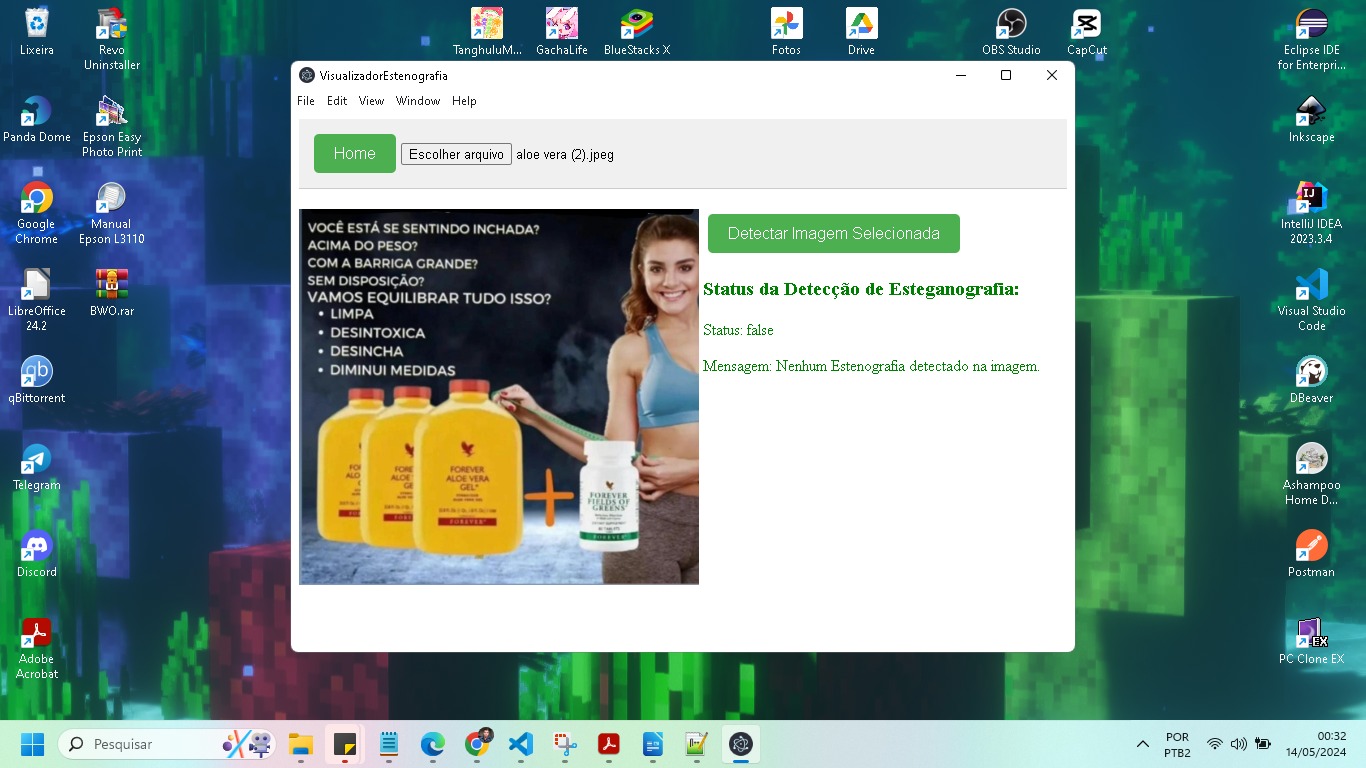 Lixeira
Revo
Uninstaller
TanghuluM...
GachaLife
BlueStacks X
Fotos
Drive
OBS Studio
CapCut
Eclipse IDE
for Enterpri...
Panda Dome
Epson Easy
Photo Print
Inkscape
Google
Chrome
Manual
Epson L3110
IntelliJ IDEA
2023.3.4
LibreOffice
24.2
BWO.rar
Visual Studio
Code
qBittorrent
DBeaver
Telegram
Ashampoo
Home D...
Discord
Postman
Adobe
Acrobat
PC Clone EX
VisualizadorEstenografia
File Edit View Window Help
Home
Escolher arquivo aloe vera (2).jpeg
VOCÊ ESTÁ SE SENTINDO INCHADA?
ACIMA DO PESO?
COM A BARRIGA GRANDE?
SEM DISPOSIÇÃO?
VAMOS EQUILIBRAR TUDO ISSO?
• LIMPA
• DESINTOXICA
• DESINCHA
• DIMINUI MEDIDAS
FOREVER
ALOE VERA
GEL
FOREVER
FOREVER
FIELDS OF
GREENS
FOREVER
Detectar Imagem Selecionada
Status da Detecção de Esteganografia:
Status: false
Mensagem: Nenhum Estenografia detectado na imagem.
Pesquisar
POR
PTB2
00:32
14/05/2024